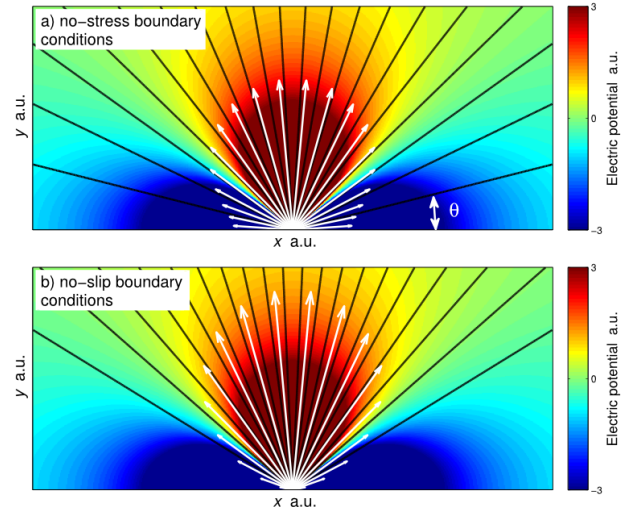 a) no−stress boundary
conditions
y a.u.
x a.u.
θ
3
0
−3
Electric potential a.u.
b) no−slip boundary
conditions
y a.u.
x a.u.
3
0
−3
Electric potential a.u.